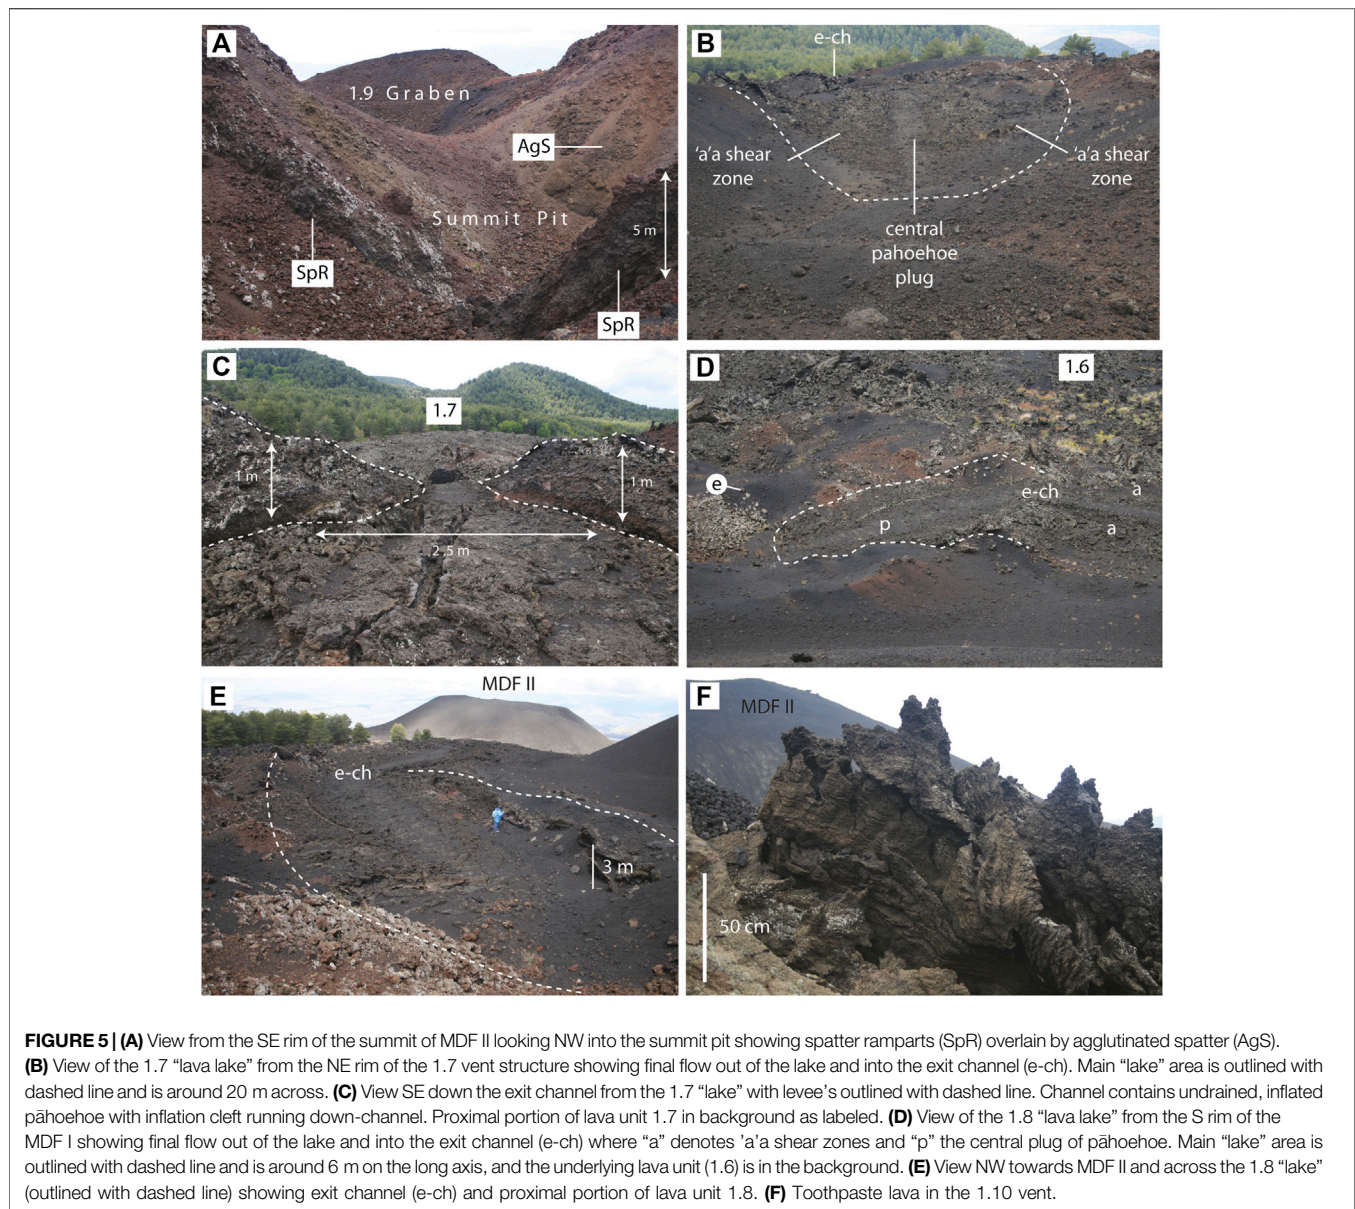 A
1.9 Graben
AgS
Summit Pit
5 m
SpR
SpR
B
e-ch
'a'a shear
zone
'a'a shear
zone
central
pahoehoe
plug
C
1.7
1 m
1 m
2.5 m
D
1.6
e
e-ch
a
p
a
E
MDF II
e-ch
3 m
F
MDF II
50 cm
FIGURE 5 | (A) View from the SE rim of the summit of MDF II looking NW into the summit pit showing spatter ramparts (SpR) overlain by agglutinated spatter (AgS).
(B) View of the 1.7 “lava lake” from the NE rim of the 1.7 vent structure showing final flow out of the lake and into the exit channel (e-ch). Main “lake” area is outlined with
dashed line and is around 20 m across. (C) View SE down the exit channel from the 1.7 “lake” with levee’s outlined with dashed line. Channel contains undrained, inflated
pāhoehoe with inflation cleft running down-channel. Proximal portion of lava unit 1.7 in background as labeled. (D) View of the 1.8 “lava lake” from the S rim of the
MDF I showing final flow out of the lake and into the exit channel (e-ch) where “a” denotes ’a’a shear zones and “p” the central plug of pāhoehoe. Main “lake” area is
outlined with dashed line and is around 6 m on the long axis, and the underlying lava unit (1.6) is in the background. (E) View NW towards MDF II and across the 1.8 “lake”
(outlined with dashed line) showing exit channel (e-ch) and proximal portion of lava unit 1.8. (F) Toothpaste lava in the 1.10 vent.